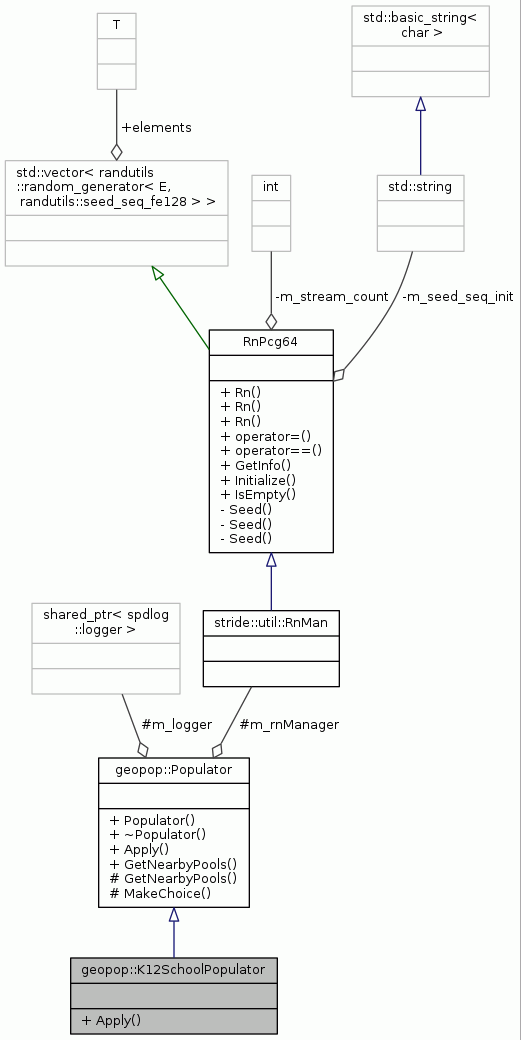 T
std::basic_string<
char >
+elements
std::vector< randutils
::random_generator< E,
randutils::seed_seq_fe128 > >
int
std::string
-m_stream_count
-m_seed_seq_init
RnPcg64
+ Rn()
+ Rn()
+ Rn()
+ operator=()
+ operator==()
+ GetInfo()
+ Initialize()
+ IsEmpty()
- Seed()
- Seed()
- Seed()
shared_ptr< spdlog
::logger >
stride::util::RnMan
#m_logger
#m_rnManager
geopop::Populator
+ Populator()
+ ~Populator()
+ Apply()
+ GetNearbyPools()
# GetNearbyPools()
# MakeChoice()
geopop::K12SchoolPopulator
+ Apply()